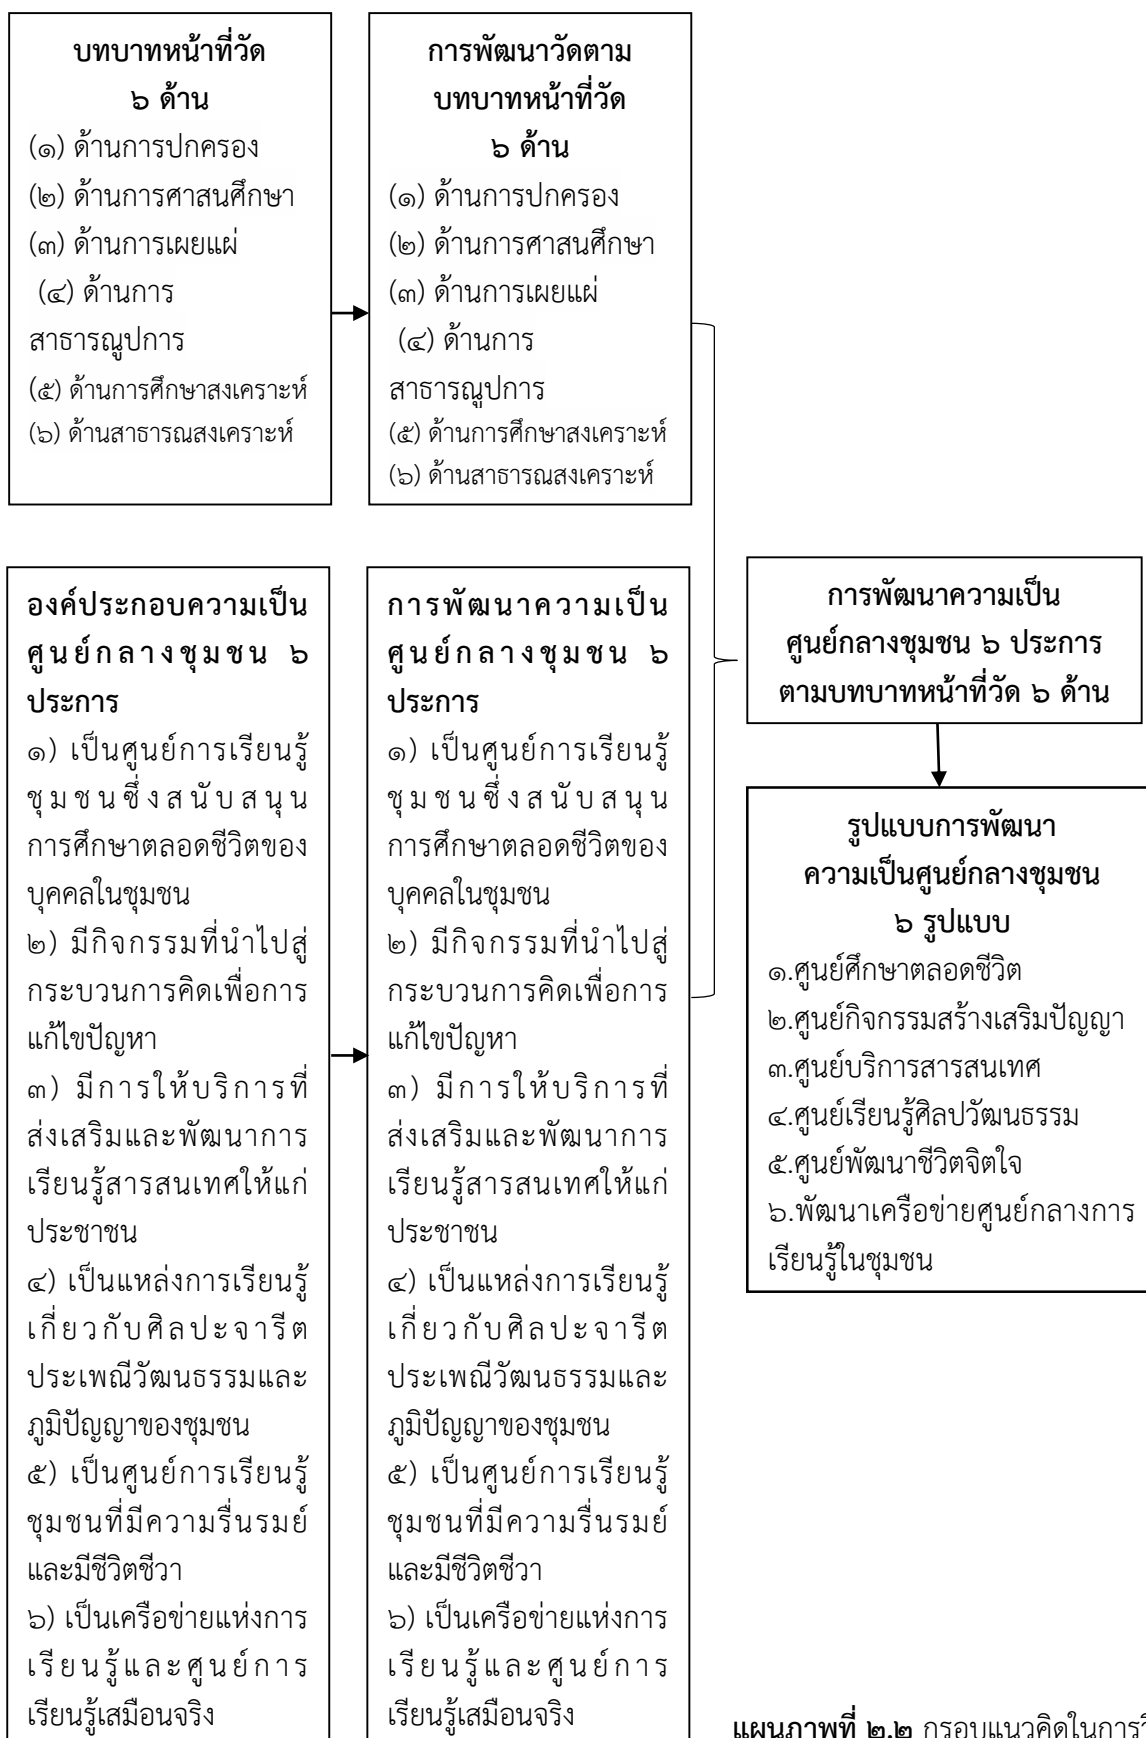 บทบาทหน้าที่วัด
๖ ด้าน
(๑) ด้านการปกครอง
(๒) ด้านการศาสนศึกษา
(๓) ด้านการเผยแผ่
(๔) ด้านการ
สาธารณูปการ
(๕) ด้านการศึกษาสงเคราะห์
(๖) ด้านสาธารณสงเคราะห์
การพัฒนาวัดตาม
บทบาทหน้าที่วัด
๖ ด้าน
(๑) ด้านการปกครอง
(๒) ด้านการศาสนศึกษา
(๓) ด้านการเผยแผ่
(๔) ด้านการ
สาธารณูปการ
(๕) ด้านการศึกษาสงเคราะห์
(๖) ด้านสาธารณสงเคราะห์
องค์ประกอบความเป็น
ศูนย์กลางชุมชน ๖
ประการ
๑) เป็นศูนย์การเรียนรู้
ชุมชนซึ่งสนับสนุน
การศึกษาตลอดชีวิตของ
บุคคลในชุมชน
๒) มีกิจกรรมที่นำไปสู่
กระบวนการคิดเพื่อการ
แก้ไขปัญหา
๓) มีการให้บริการที่
ส่งเสริมและพัฒนาการ
เรียนรู้สารสนเทศให้แก่
ประชาชน
๔) เป็นแหล่งการเรียนรู้
เกี่ยวกับศิลปะจารีต
ประเพณีวัฒนธรรมและ
ภูมิปัญญาของชุมชน
๕) เป็นศูนย์การเรียนรู้
ชุมชนที่มีความรื่นรมย์
และมีชีวิตชีวา
๖) เป็นเครือข่ายแห่งการ
เรียนรู้และศูนย์การ
เรียนรู้เสมือนจริง
การพัฒนาความเป็น
ศูนย์กลางชุมชน ๖
ประการ
๑) เป็นศูนย์การเรียนรู้
ชุมชนซึ่งสนับสนุน
การศึกษาตลอดชีวิตของ
บุคคลในชุมชน
๒) มีกิจกรรมที่นำไปสู่
กระบวนการคิดเพื่อการ
แก้ไขปัญหา
๓) มีการให้บริการที่
ส่งเสริมและพัฒนาการ
เรียนรู้สารสนเทศให้แก่
ประชาชน
๔) เป็นแหล่งการเรียนรู้
เกี่ยวกับศิลปะจารีต
ประเพณีวัฒนธรรมและ
ภูมิปัญญาของชุมชน
๕) เป็นศูนย์การเรียนรู้
ชุมชนที่มีความรื่นรมย์
และมีชีวิตชีวา
๖) เป็นเครือข่ายแห่งการ
เรียนรู้และศูนย์การ
เรียนรู้เสมือนจริง
การพัฒนาความเป็น
ศูนย์กลางชุมชน ๖ ประการ
ตามบทบาทหน้าที่วัด ๖ ด้าน
รูปแบบการพัฒนา
ความเป็นศูนย์กลางชุมชน
๖ รูปแบบ
๑.ศูนย์ศึกษาตลอดชีวิต
๒.ศูนย์กิจกรรมสร้างเสริมปัญญา
๓.ศูนย์บริการสารสนเทศ
๔.ศูนย์เรียนรู้ศิลปวัฒนธรรม
๕.ศูนย์พัฒนาชีวิตจิตใจ
๖.พัฒนาเครือข่ายศูนย์กลางการ
เรียนรู้ในชุมชน
แผนภาพที่ ๒.๒ กรอบแนวคิดในการ